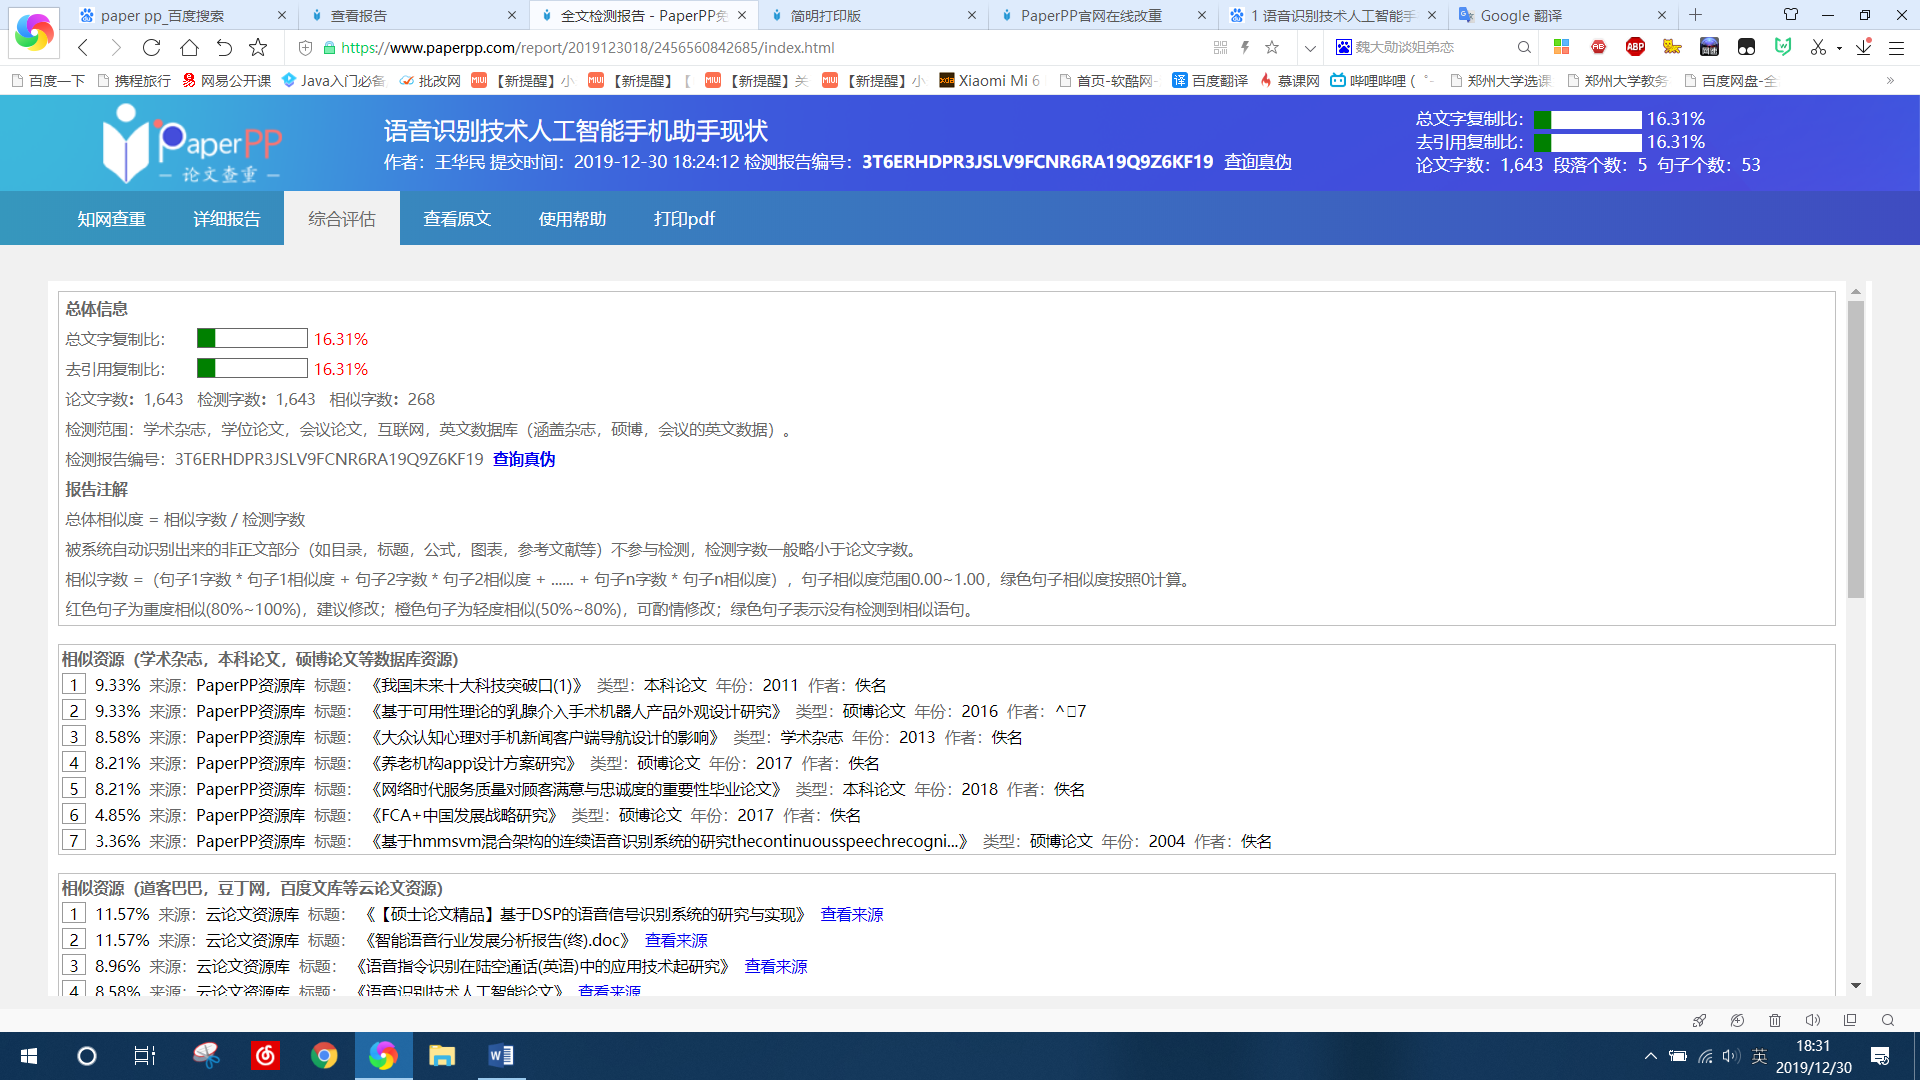 paper pp_百度搜索
查看报告
全文检测报告 - PaperPP免
简明打印版
PaperPP官网在线改重
1 语音识别技术人工智能手
Google 翻译
https://www.paperpp.com/report/2019123018/2456560842685/index.html
魏大勋谈姐弟恋
百度一下 携程旅行 网易公开课 Java入门必备 批改网 【新提醒】小 【新提醒】【 【新提醒】关 【新提醒】小 Xiaomi Mi 6 首页-软酷网- 百度翻译 慕课网 哔哩哔哩 ( ゜- 郑州大学选课 郑州大学教务 百度网盘-全 »
PaperPP
— 论文查重 —
语音识别技术人工智能手机助手现状
作者：王华民 提交时间：2019-12-30 18:24:12 检测报告编号：3T6ERHDPR3JSLV9FCNR6RA19Q9Z6KF19 查询真伪
总文字复制比： 16.31%
去引用复制比： 16.31%
论文字数：1,643 段落个数：5 句子个数：53
知网查重 详细报告 综合评估 查看原文 使用帮助 打印pdf
总体信息
总文字复制比： 16.31%
去引用复制比： 16.31%
论文字数：1,643 检测字数：1,643 相似字数：268
检测范围：学术杂志，学位论文，会议论文，互联网，英文数据库（涵盖杂志，硕博，会议的英文数据）。
检测报告编号：3T6ERHDPR3JSLV9FCNR6RA19Q9Z6KF19 查询真伪
报告注解
总体相似度 = 相似字数 / 检测字数
被系统自动识别出来的非正文部分（如目录，标题，公式，图表，参考文献等）不参与检测，检测字数一般略小于论文字数。
相似字数 =（句子1字数 * 句子1相似度 + 句子2字数 * 句子2相似度 + ...... + 句子n字数 * 句子n相似度），句子相似度范围0.00~1.00，绿色句子相似度按照0计算。
红色句子为重度相似(80%~100%)，建议修改；橙色句子为轻度相似(50%~80%)，可酌情修改；绿色句子表示没有检测到相似语句。
相似资源（学术杂志，本科论文，硕博论文等数据库资源）
1 9.33% 来源：PaperPP资源库 标题：《我国未来十大科技突破口(1)》 类型：本科论文 年份：2011 作者：佚名
2 9.33% 来源：PaperPP资源库 标题：《基于可用性理论的乳腺介入手术机器人产品外观设计研究》 类型：硕博论文 年份：2016 作者：^□7
3 8.58% 来源：PaperPP资源库 标题：《大众认知心理对手机新闻客户端导航设计的影响》 类型：学术杂志 年份：2013 作者：佚名
4 8.21% 来源：PaperPP资源库 标题：《养老机构app设计方案研究》 类型：硕博论文 年份：2017 作者：佚名
5 8.21% 来源：PaperPP资源库 标题：《网络时代服务质量对顾客满意与忠诚度的重要性毕业论文》 类型：本科论文 年份：2018 作者：佚名
6 4.85% 来源：PaperPP资源库 标题：《FCA+中国发展战略研究》 类型：硕博论文 年份：2017 作者：佚名
7 3.36% 来源：PaperPP资源库 标题：《基于hmmsvm混合架构的连续语音识别系统的研究thecontinuousspeechrecogni...》 类型：硕博论文 年份：2004 作者：佚名
相似资源（道客巴巴，豆丁网，百度文库等云论文资源）
1 11.57% 来源：云论文资源库 标题：《【硕士论文精品】基于DSP的语音信号识别系统的研究与实现》 查看来源
2 11.57% 来源：云论文资源库 标题：《智能语音行业发展分析报告(终).doc》 查看来源
3 8.96% 来源：云论文资源库 标题：《语音指令识别在陆空通话(英语)中的应用技术起研究》 查看来源
4 8.58% 来源：云论文资源库 标题：《语音识别技术人工智能论文》 查看来源
英
18:31
2019/12/30